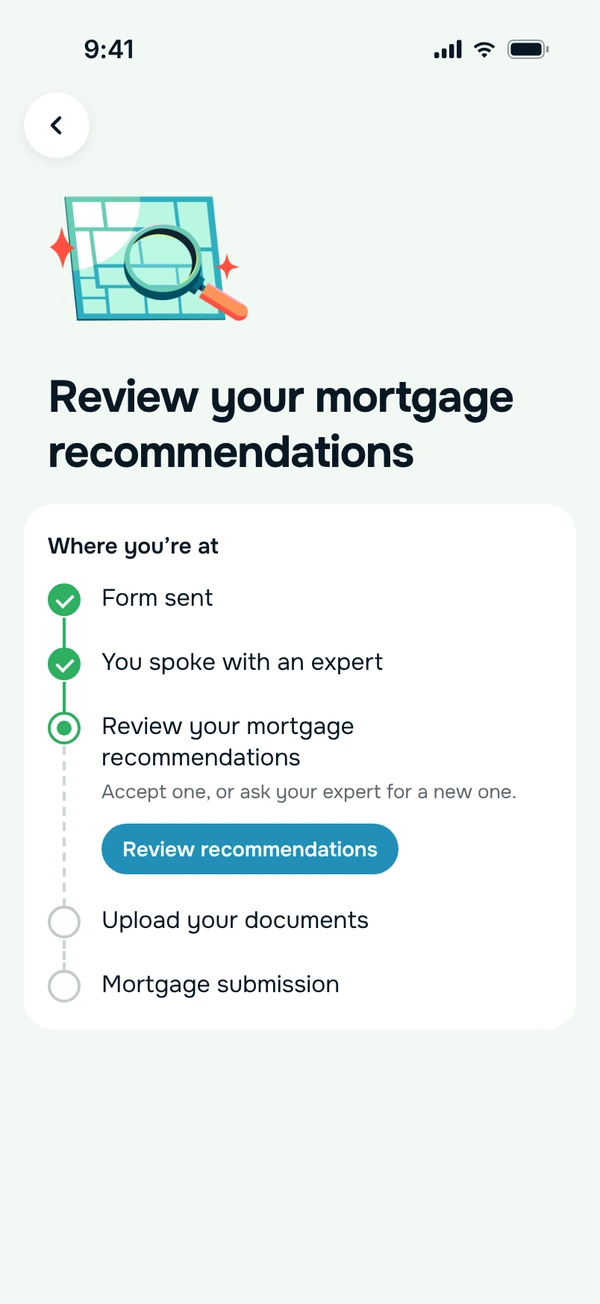 9:41
Review your mortgage
recommendations
Where you’re at
Form sent
You spoke with an expert
Review your mortgage
recommendations
Accept one, or ask your expert for a new one.
Review recommendations
Upload your documents
Mortgage submission